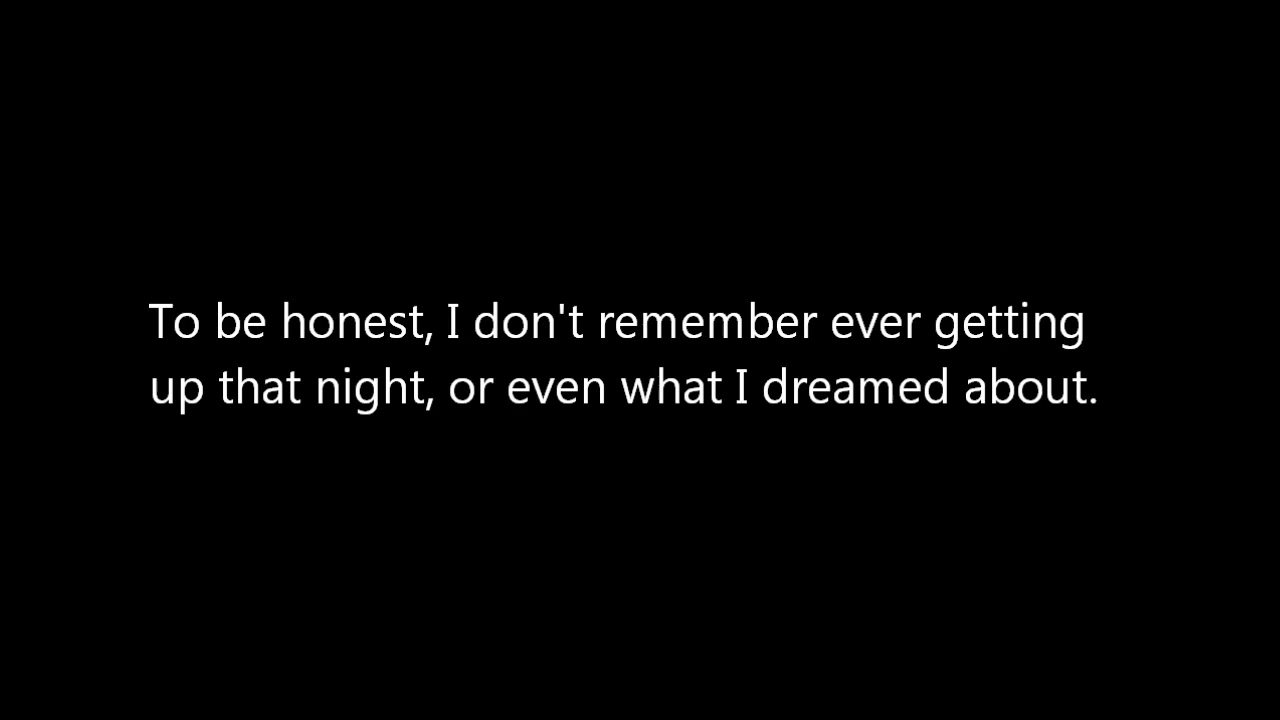 To be honest, I don't remember ever getting
up that night, or even what I dreamed about.